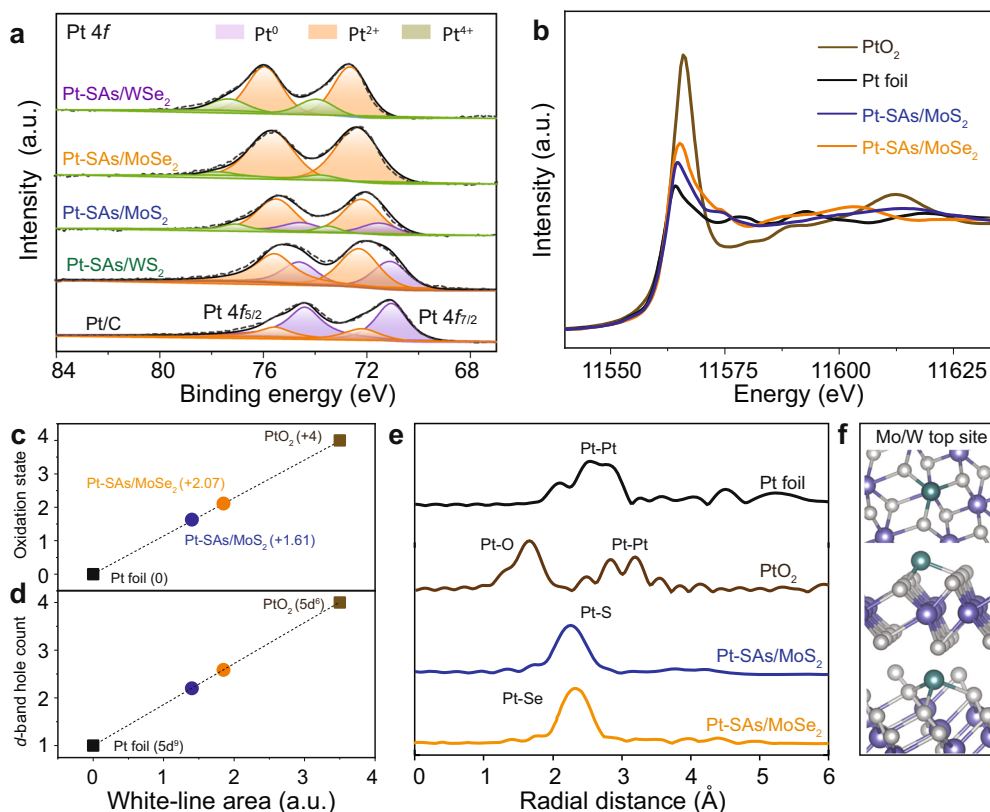 a
Pt 4f
Pt⁰
Pt²⁺
Pt⁴⁺
Pt-SAs/WSe₂
Pt-SAs/MoSe₂
Pt-SAs/MoS₂
Pt-SAs/WS₂
Pt/C
Pt 4f5/2
Pt 4f7/2
Intensity (a.u.)
84 80 76 72 68
Binding energy (eV)
b
PtO₂
Pt foil
Pt-SAs/MoS₂
Pt-SAs/MoSe₂
Intensity (a.u.)
11550 11575 11600 11625
Energy (eV)
c
4
3
2
1
0
Oxidation state
PtO₂ (+4)
Pt-SAs/MoSe₂ (+2.07)
Pt-SAs/MoS₂ (+1.61)
Pt foil (0)
d
4
3
2
1
d-band hole count
PtO₂ (5d⁶)
Pt foil (5d⁹)
0 1 2 3 4
White-line area (a.u.)
e
Pt-Pt
Pt foil
Pt-O
Pt-Pt
PtO₂
Pt-S
Pt-SAs/MoS₂
Pt-Se
Pt-SAs/MoSe₂
0 1 2 3 4 5 6
Radial distance (Å)
f
Mo/W top site